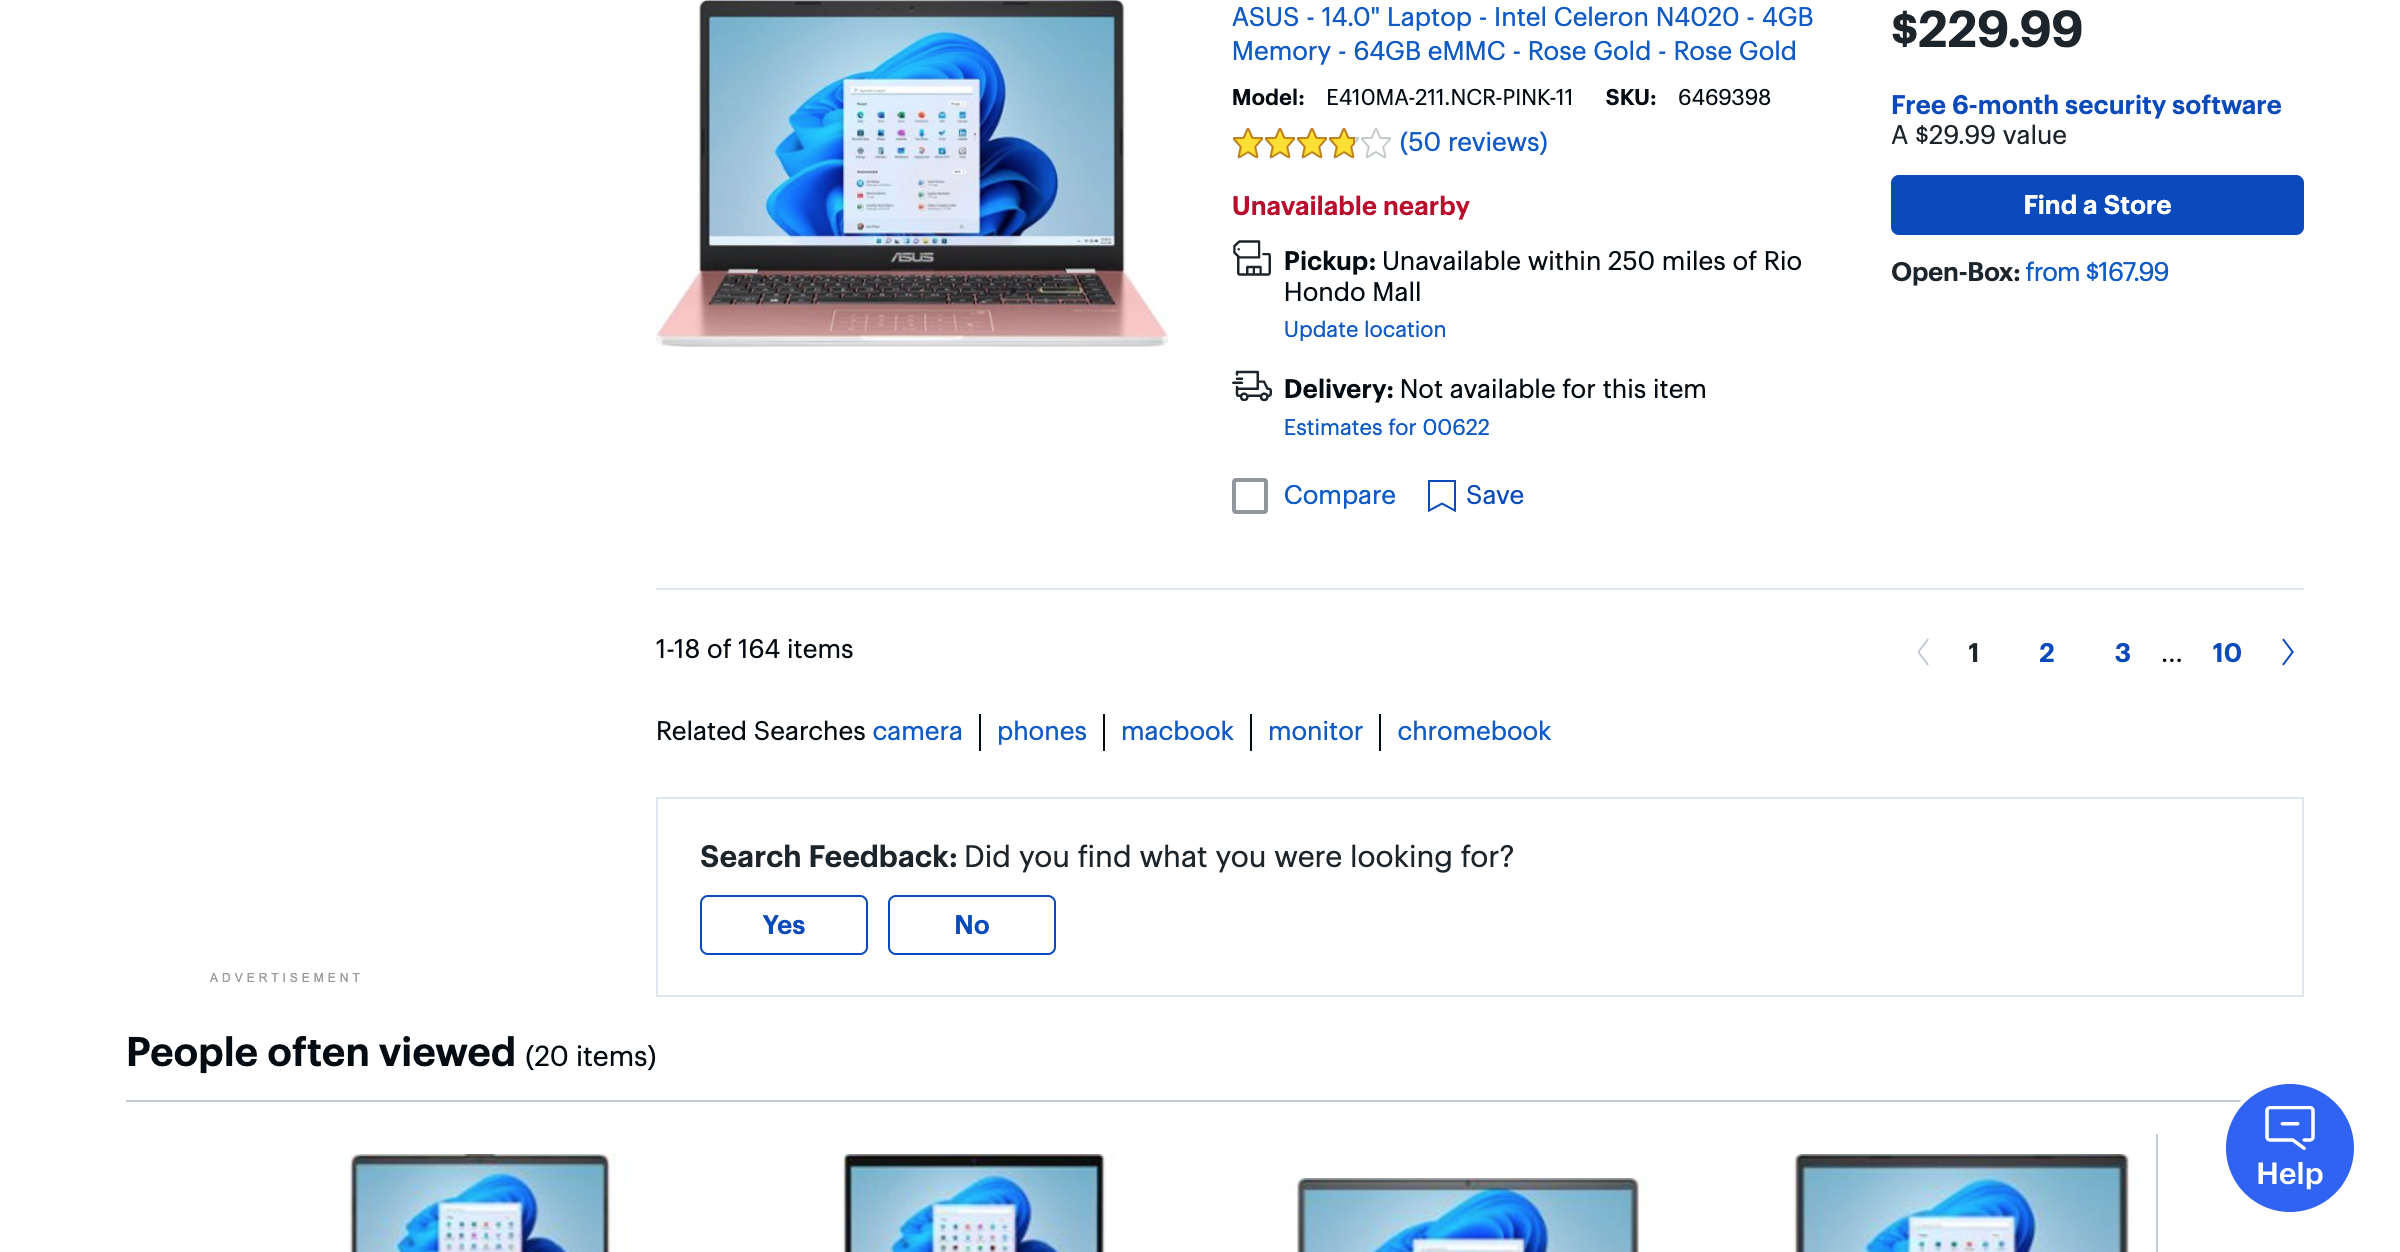 ASUS - 14.0" Laptop - Intel Celeron N4020 - 4GB
Memory - 64GB eMMC - Rose Gold - Rose Gold
Model: E410MA-211.NCR-PINK-11 SKU: 6469398
(50 reviews)
Unavailable nearby
Pickup: Unavailable within 250 miles of Rio
Hondo Mall
Update location
Delivery: Not available for this item
Estimates for 00622
Compare Save
$229.99
Free 6-month security software
A $29.99 value
Find a Store
Open-Box: from $167.99
ASUS
1-18 of 164 items
1 2 3 ... 10
Related Searches camera | phones | macbook | monitor | chromebook
Search Feedback: Did you find what you were looking for?
Yes No
ADVERTISEMENT
People often viewed (20 items)
Help